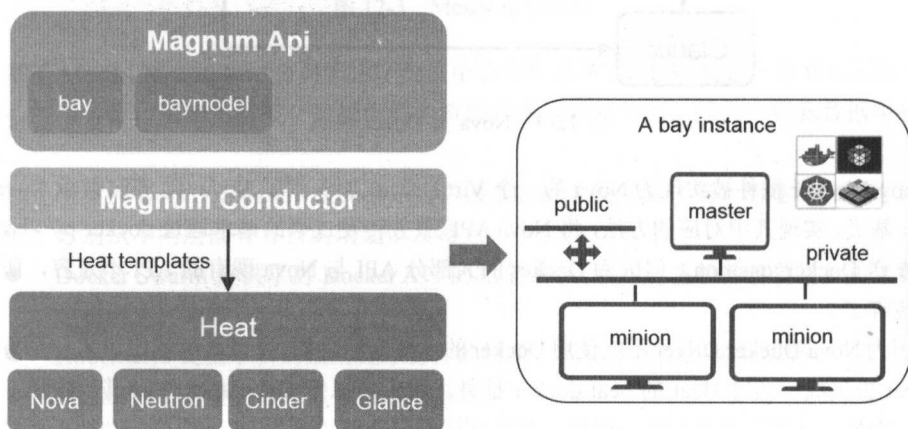 Magnum Api
bay
baymodel
Magnum Conductor
Heat templates
Heat
Nova
Neutron
Cinder
Glance
A bay instance
public
master
private
minion
minion